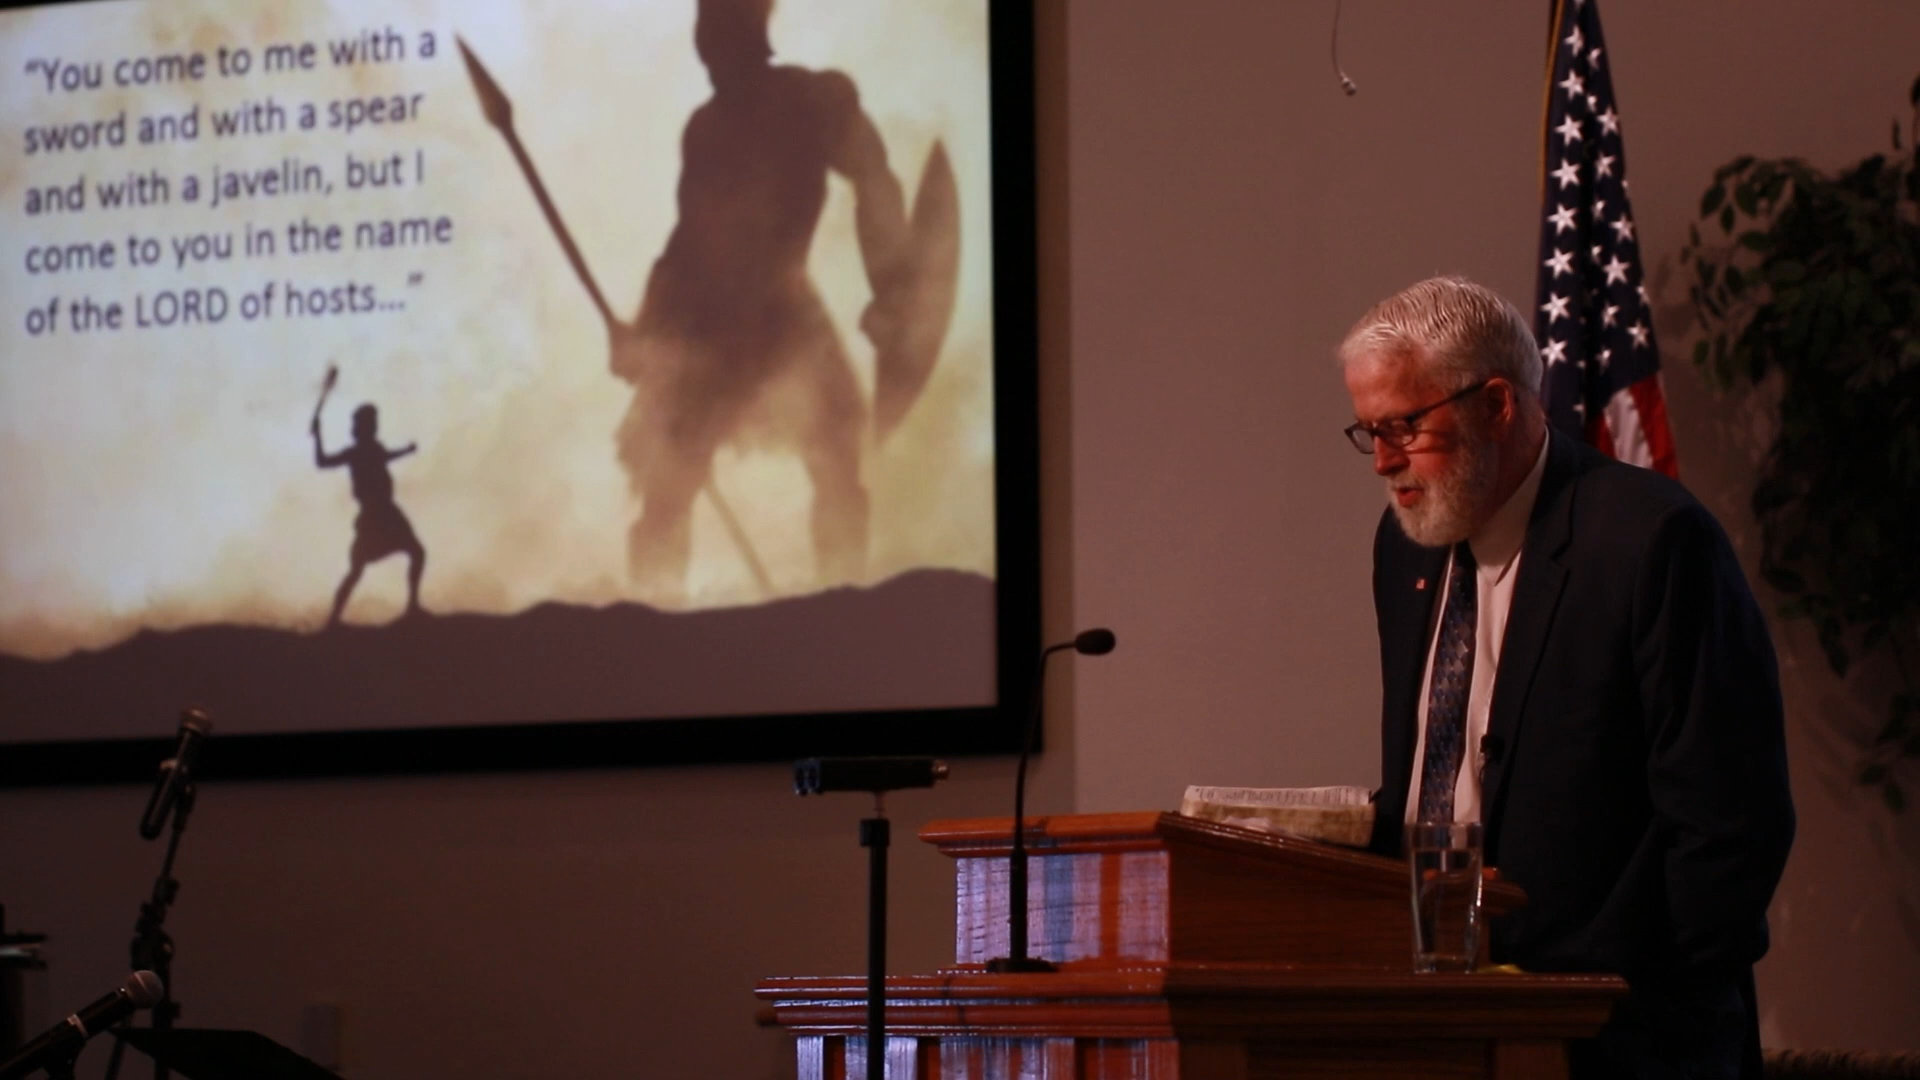 "You come to me with a
sword and with a spear
and with a javelin, but I
come to you in the name
of the LORD of hosts..."